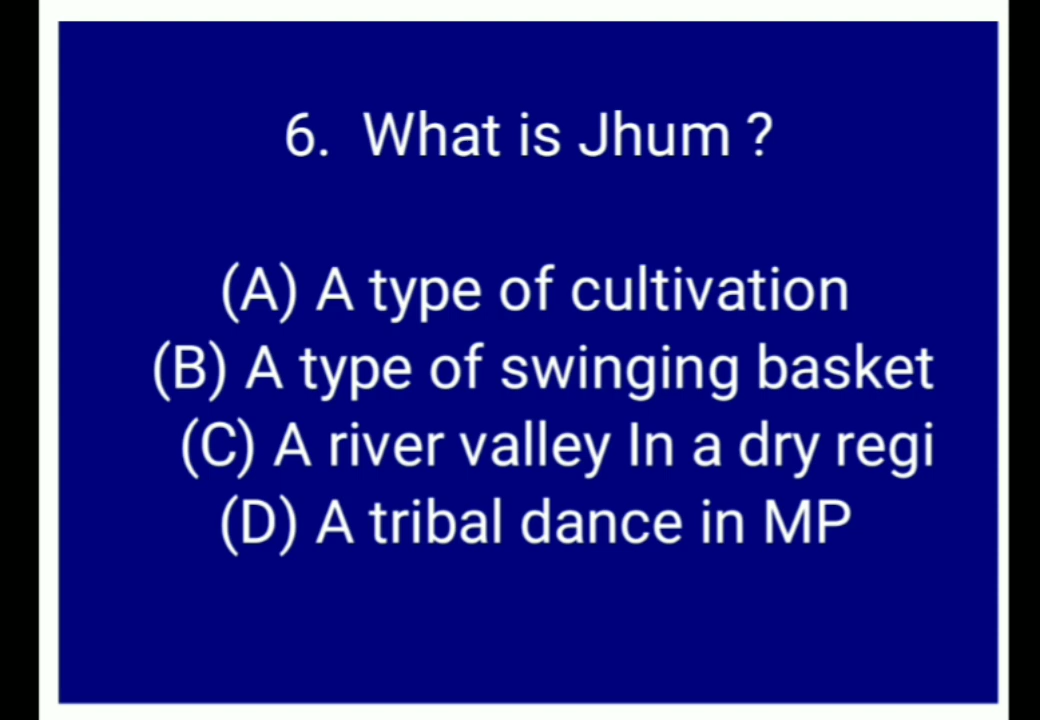 6. What is Jhum ?
(A) A type of cultivation
(B) A type of swinging basket
(C) A river valley In a dry regi
(D) A tribal dance in MP